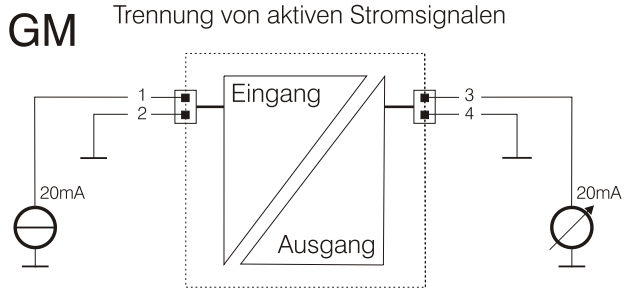 GM
Trennung von aktiven Stromsignalen
1
2
Eingang
3
4
20mA
20mA
Ausgang